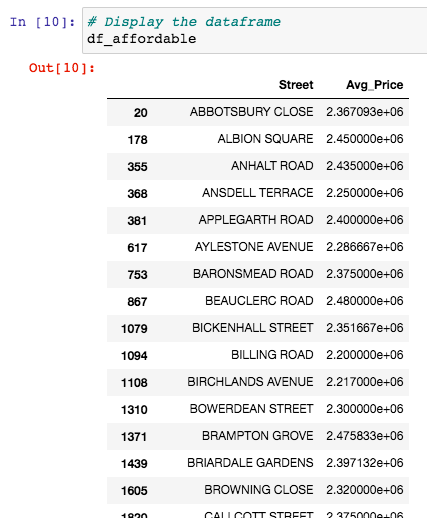 In [10]: # Display the dataframe
df_affordable
Out[10]:
Street Avg_Price
20 ABBOTSBURY CLOSE 2.367093e+06
178 ALBION SQUARE 2.450000e+06
355 ANHALT ROAD 2.435000e+06
368 ANSDELL TERRACE 2.250000e+06
381 APPLEGARTH ROAD 2.400000e+06
617 AYLESTONE AVENUE 2.286667e+06
753 BARONSMEAD ROAD 2.375000e+06
867 BEAUCLERC ROAD 2.480000e+06
1079 BICKENHALL STREET 2.351667e+06
1094 BILLING ROAD 2.200000e+06
1108 BIRCHLANDS AVENUE 2.217000e+06
1310 BOWERDEAN STREET 2.300000e+06
1371 BRAMPTON GROVE 2.475833e+06
1439 BRIARDALE GARDENS 2.397132e+06
1605 BROWNING CLOSE 2.320000e+06
1820 CALLCOTT STREET 2.375000e+06